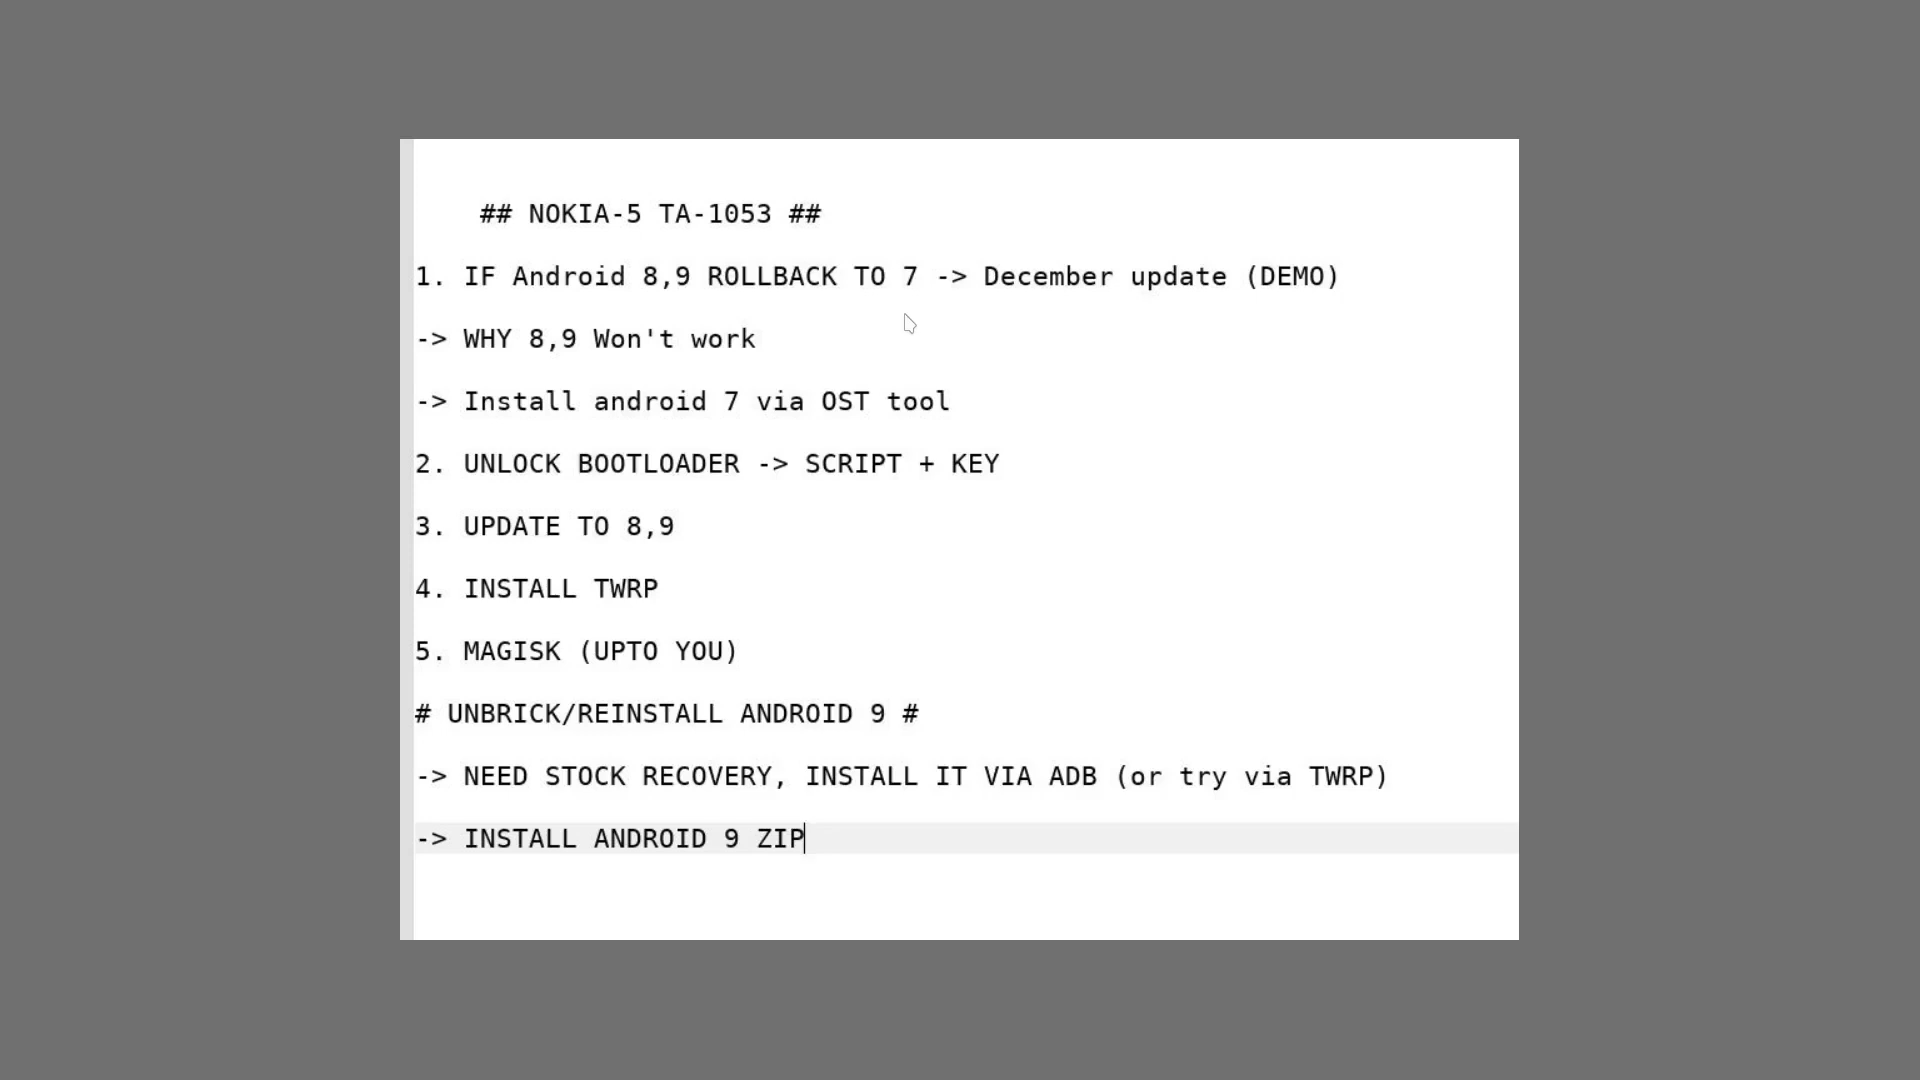 ## NOKIA-5 TA-1053 ##
1. IF Android 8,9 ROLLBACK TO 7 -> December update (DEMO)
-> WHY 8,9 Won't work
-> Install android 7 via OST tool
2. UNLOCK BOOTLOADER -> SCRIPT + KEY
3. UPDATE TO 8,9
4. INSTALL TWRP
5. MAGISK (UPTO YOU)
# UNBRICK/REINSTALL ANDROID 9 #
-> NEED STOCK RECOVERY, INSTALL IT VIA ADB (or try via TWRP)
-> INSTALL ANDROID 9 ZIP